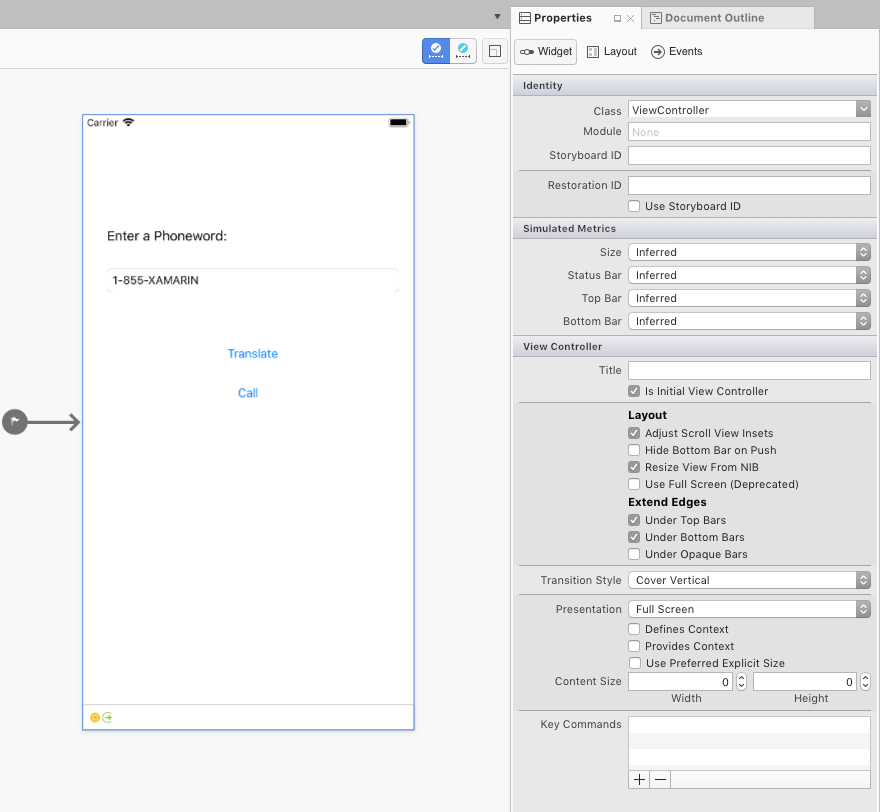 Properties
Document Outline
Widget
Layout
Events
Carrier
Enter a Phoneword:
1-855-XAMARIN
Translate
Call
Identity
Class ViewController
Module None
Storyboard ID
Restoration ID
Use Storyboard ID
Simulated Metrics
Size Inferred
Status Bar Inferred
Top Bar Inferred
Bottom Bar Inferred
View Controller
Title
Is Initial View Controller
Layout
Adjust Scroll View Insets
Hide Bottom Bar on Push
Resize View From NIB
Use Full Screen (Deprecated)
Extend Edges
Under Top Bars
Under Bottom Bars
Under Opaque Bars
Transition Style Cover Vertical
Presentation Full Screen
Defines Context
Provides Context
Use Preferred Explicit Size
Content Size 0 0
Width Height
Key Commands